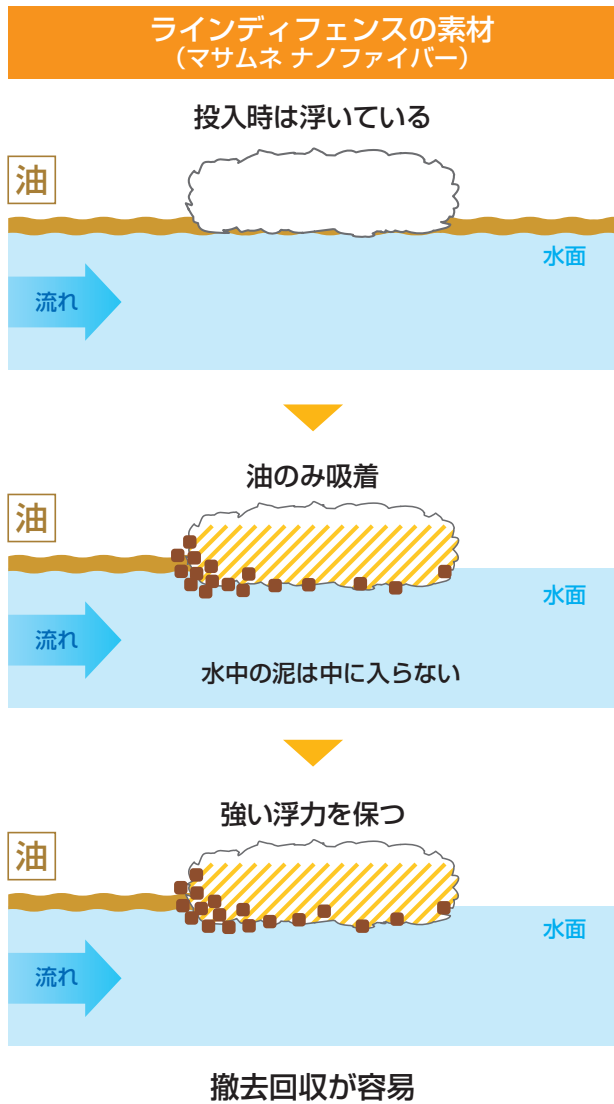 ラインディフェンスの素材
（マサムネ ナノファイバー）
投入時は浮いている
油
水面
流れ
油のみ吸着
油
水面
流れ
水中の泥は中に入らない
強い浮力を保つ
油
水面
流れ
撤去回収が容易